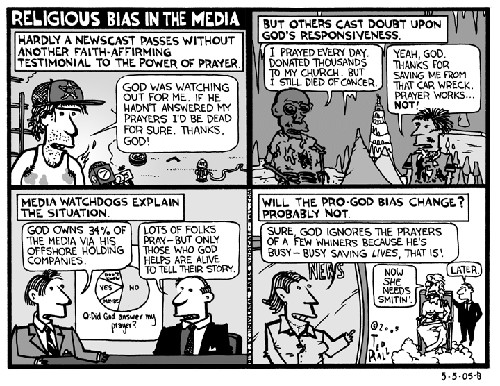 RELIGIOUS BIAS IN THE MEDIA
HARDLY A NEWSCAST PASSES WITHOUT
ANOTHER FAITH-AFFIRMING
TESTIMONIAL TO THE POWER OF PRAYER.
GOD WAS WATCHING
OUT FOR ME. IF HE
HADN'T ANSWERED MY
PRAYERS I'D BE DEAD
FOR SURE. THANKS,
GOD!
BUT OTHERS CAST DOUBT UPON
GOD'S RESPONSIVENESS.
I PRAYED EVERY DAY.
DONATED THOUSANDS
TO MY CHURCH. BUT
I STILL DIED OF CANCER.
YEAH, GOD.
THANKS FOR
SAVING ME FROM
THAT CAR WRECK.
PRAYER WORKS...
NOT!
MEDIA WATCHDOGS EXPLAIN
THE SITUATION.
GOD OWNS 34% OF
THE MEDIA VIA HIS
OFFSHORE HOLDING
COMPANIES.
LOTS OF FOLKS
PRAY—BUT ONLY
THOSE WHO GOD
HELPS ARE ALIVE
TO TELL THEIR STORY.
YES
NO
Q: Did God answer my
prayer?
WILL THE PRO-GOD BIAS CHANGE?
PROBABLY NOT.
SURE, GOD IGNORES THE PRAYERS
OF A FEW WHINERS BECAUSE HE'S
BUSY—BUSY SAVING LIVES, THAT IS!
NEWS
NOW
SHE
NEEDS
SMITIN'.
LATER.
©2005
TED
RALL
5-5-05-B